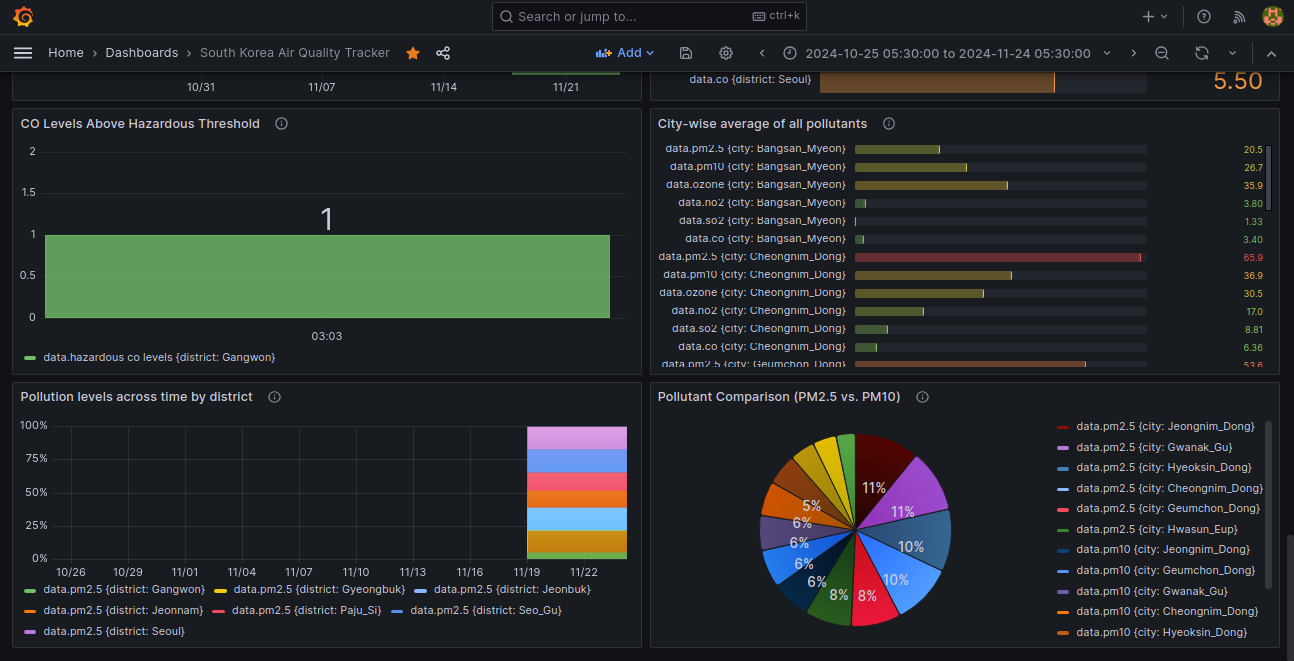 Search or jump to...
ctrl+k
Home › Dashboards › South Korea Air Quality Tracker
Add
2024-10-25 05:30:00 to 2024-11-24 05:30:00
10/31 11/07 11/14 11/21
data.co {district: Seoul} 5.50
CO Levels Above Hazardous Threshold
2
1.5
1
0.5
0
1
03:03
data.hazardous co levels {district: Gangwon}
City-wise average of all pollutants
data.pm2.5 {city: Bangsan_Myeon} 20.5
data.pm10 {city: Bangsan_Myeon} 26.7
data.ozone {city: Bangsan_Myeon} 35.9
data.no2 {city: Bangsan_Myeon} 3.80
data.so2 {city: Bangsan_Myeon} 1.33
data.co {city: Bangsan_Myeon} 3.40
data.pm2.5 {city: Cheongnim_Dong} 65.9
data.pm10 {city: Cheongnim_Dong} 36.9
data.ozone {city: Cheongnim_Dong} 30.5
data.no2 {city: Cheongnim_Dong} 17.0
data.so2 {city: Cheongnim_Dong} 8.81
data.co {city: Cheongnim_Dong} 6.36
data.pm2.5 {city: Geumchon_Dong} 53.6
Pollution levels across time by district
100%
75%
50%
25%
0%
10/26 10/29 11/01 11/04 11/07 11/10 11/13 11/16 11/19 11/22
data.pm2.5 {district: Gangwon} data.pm2.5 {district: Gyeongbuk} data.pm2.5 {district: Jeonbuk}
data.pm2.5 {district: Jeonnam} data.pm2.5 {district: Paju_Si} data.pm2.5 {district: Seo_Gu}
data.pm2.5 {district: Seoul}
Pollutant Comparison (PM2.5 vs. PM10)
11%
11%
10%
10%
8%
8%
6%
6%
6%
6%
5%
data.pm2.5 {city: Jeongnim_Dong}
data.pm2.5 {city: Gwanak_Gu}
data.pm2.5 {city: Hyeoksin_Dong}
data.pm2.5 {city: Cheongnim_Dong}
data.pm2.5 {city: Geumchon_Dong}
data.pm2.5 {city: Hwasun_Eup}
data.pm10 {city: Jeongnim_Dong}
data.pm10 {city: Geumchon_Dong}
data.pm10 {city: Gwanak_Gu}
data.pm10 {city: Cheongnim_Dong}
data.pm10 {city: Hyeoksin_Dong}